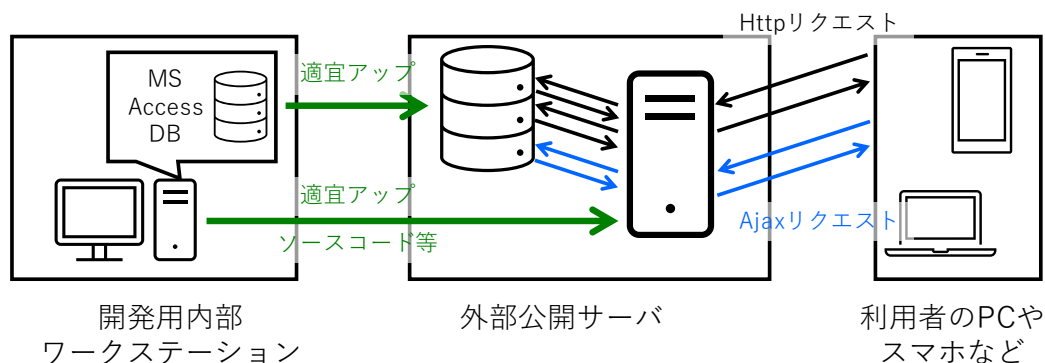 Httpリクエスト
MS
Access
DB
適宜アップ
適宜アップ
ソースコード等
Ajaxリクエスト
開発用内部
ワークステーション
外部公開サーバ
利用者のPCや
スマホなど